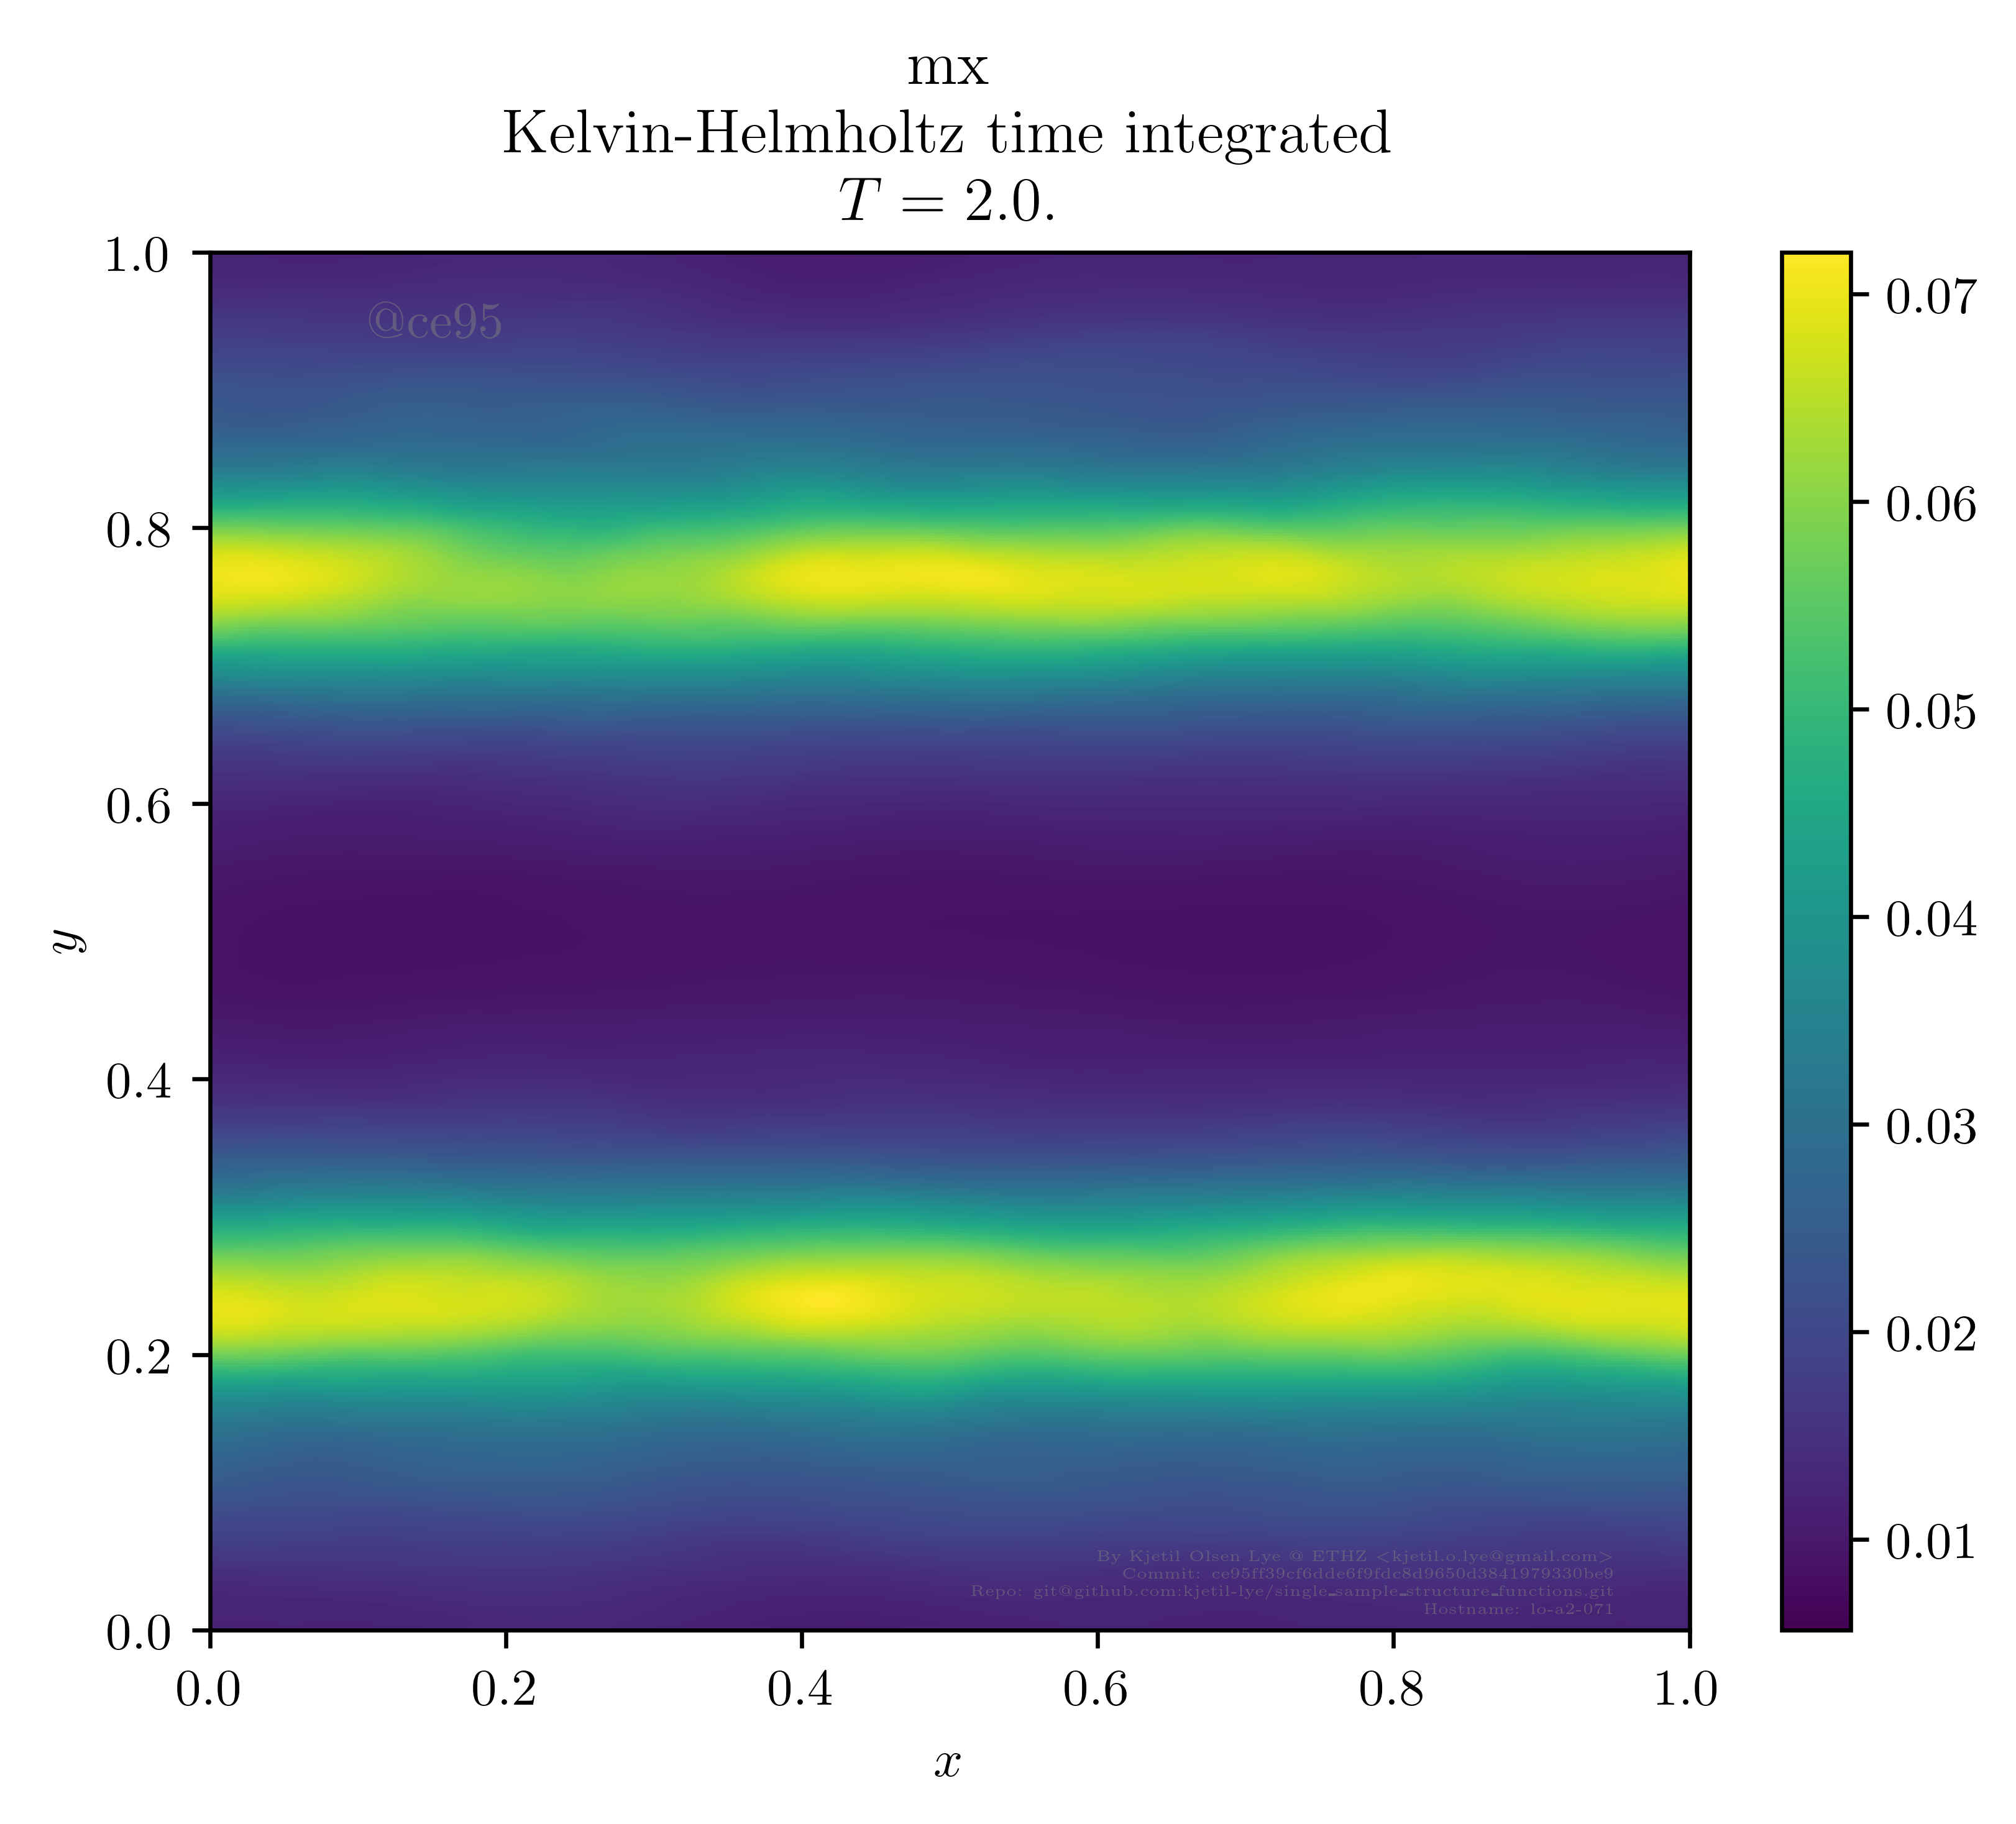 mx
Kelvin-Helmholtz time integrated
T = 2.0.
@ce95
1.0
0.8
0.6
0.4
0.2
0.0
y
0.0 0.2 0.4 0.6 0.8 1.0
x
0.07
0.06
0.05
0.04
0.03
0.02
0.01
By Kjetil Olsen Lye @ ETHZ <kjetil.o.lye@gmail.com>
Commit: ce95ff39cf6dde6f9fdc8d9650d3841979330be9
Repo: git@github.com:kjetil-lye/single_sample_structure_functions.git
Hostname: lo-a2-071